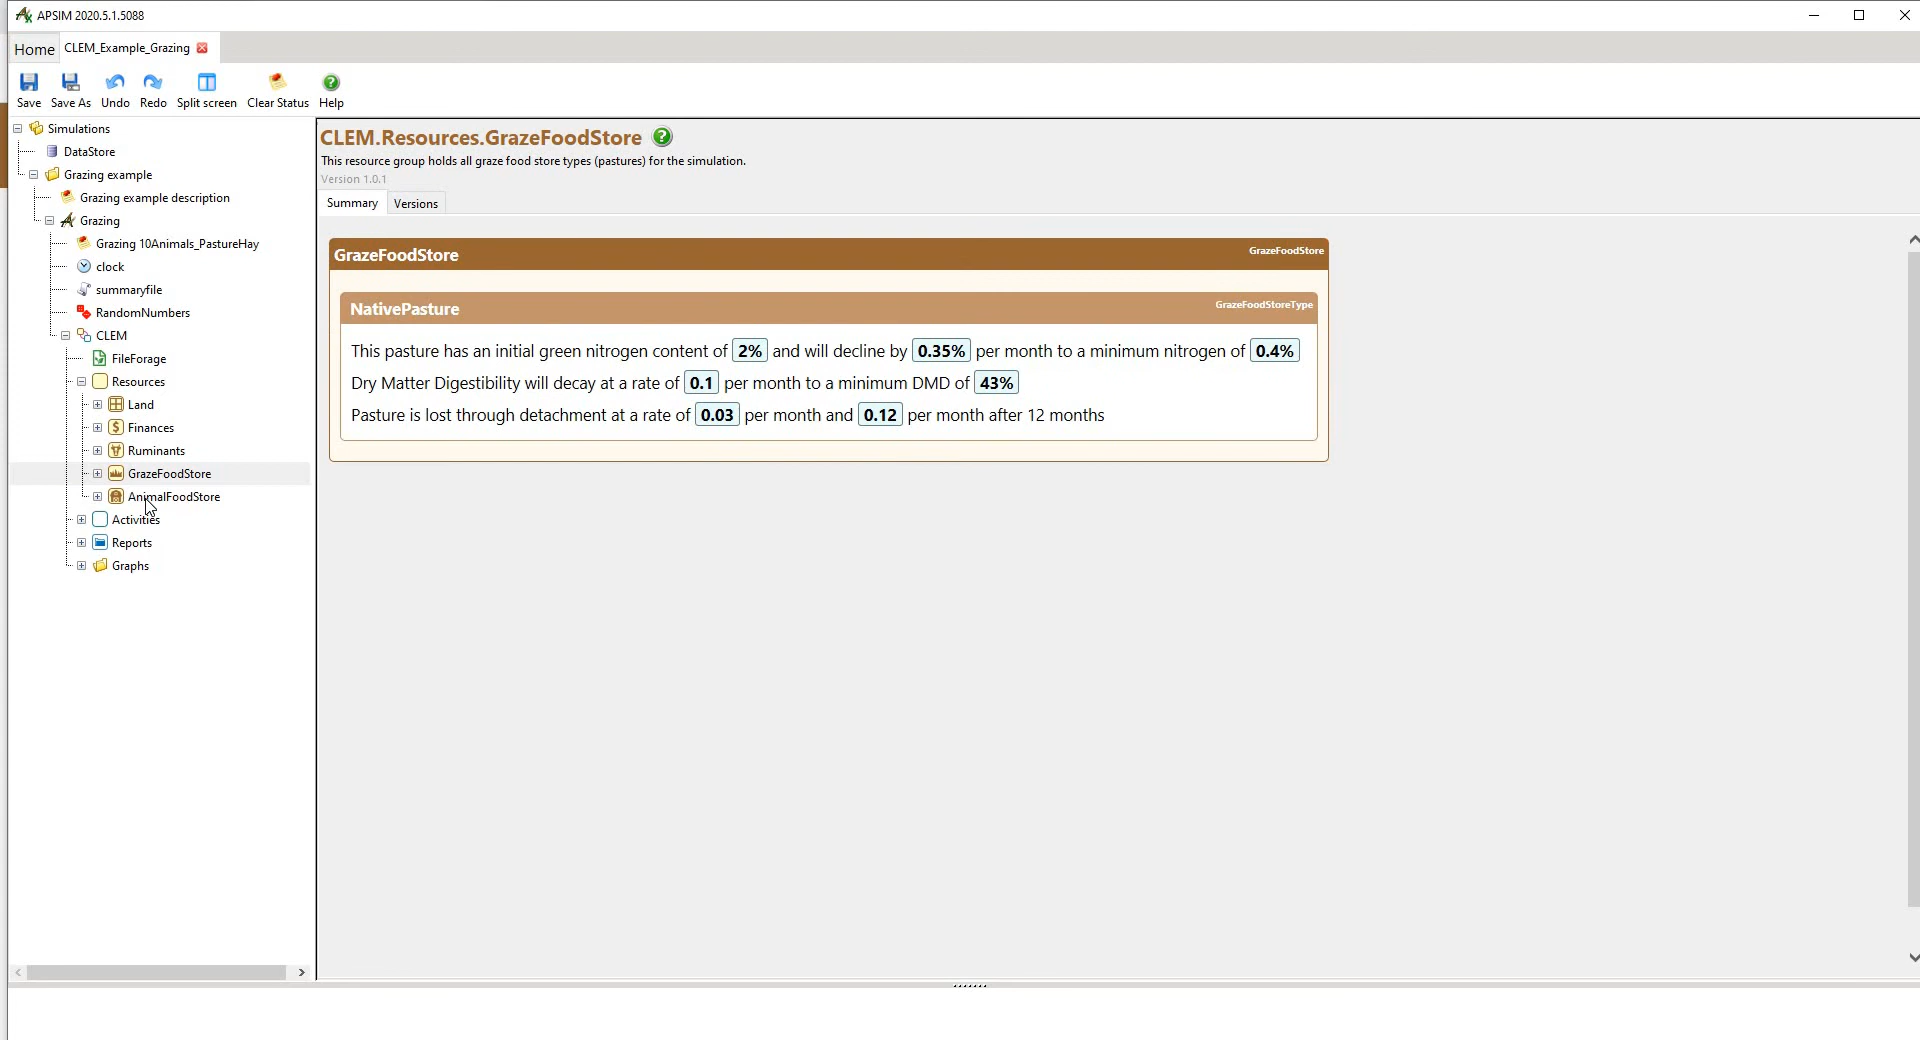 APSIM 2020.5.1.5088
Home CLEM_Example_Grazing
Save Save As Undo Redo Split screen Clear Status Help
Simulations
DataStore
Grazing example
Grazing example description
Grazing
Grazing 10Animals_PastureHay
clock
summaryfile
RandomNumbers
CLEM
FileForage
Resources
Land
Finances
Ruminants
GrazeFoodStore
AnimalFoodStore
Activities
Reports
Graphs
CLEM.Resources.GrazeFoodStore
This resource group holds all graze food store types (pastures) for the simulation.
Version 1.0.1
Summary Versions
GrazeFoodStore GrazeFoodStore
NativePasture GrazeFoodStoreType
This pasture has an initial green nitrogen content of 2% and will decline by 0.35% per month to a minimum nitrogen of 0.4%
Dry Matter Digestibility will decay at a rate of 0.1 per month to a minimum DMD of 43%
Pasture is lost through detachment at a rate of 0.03 per month and 0.12 per month after 12 months